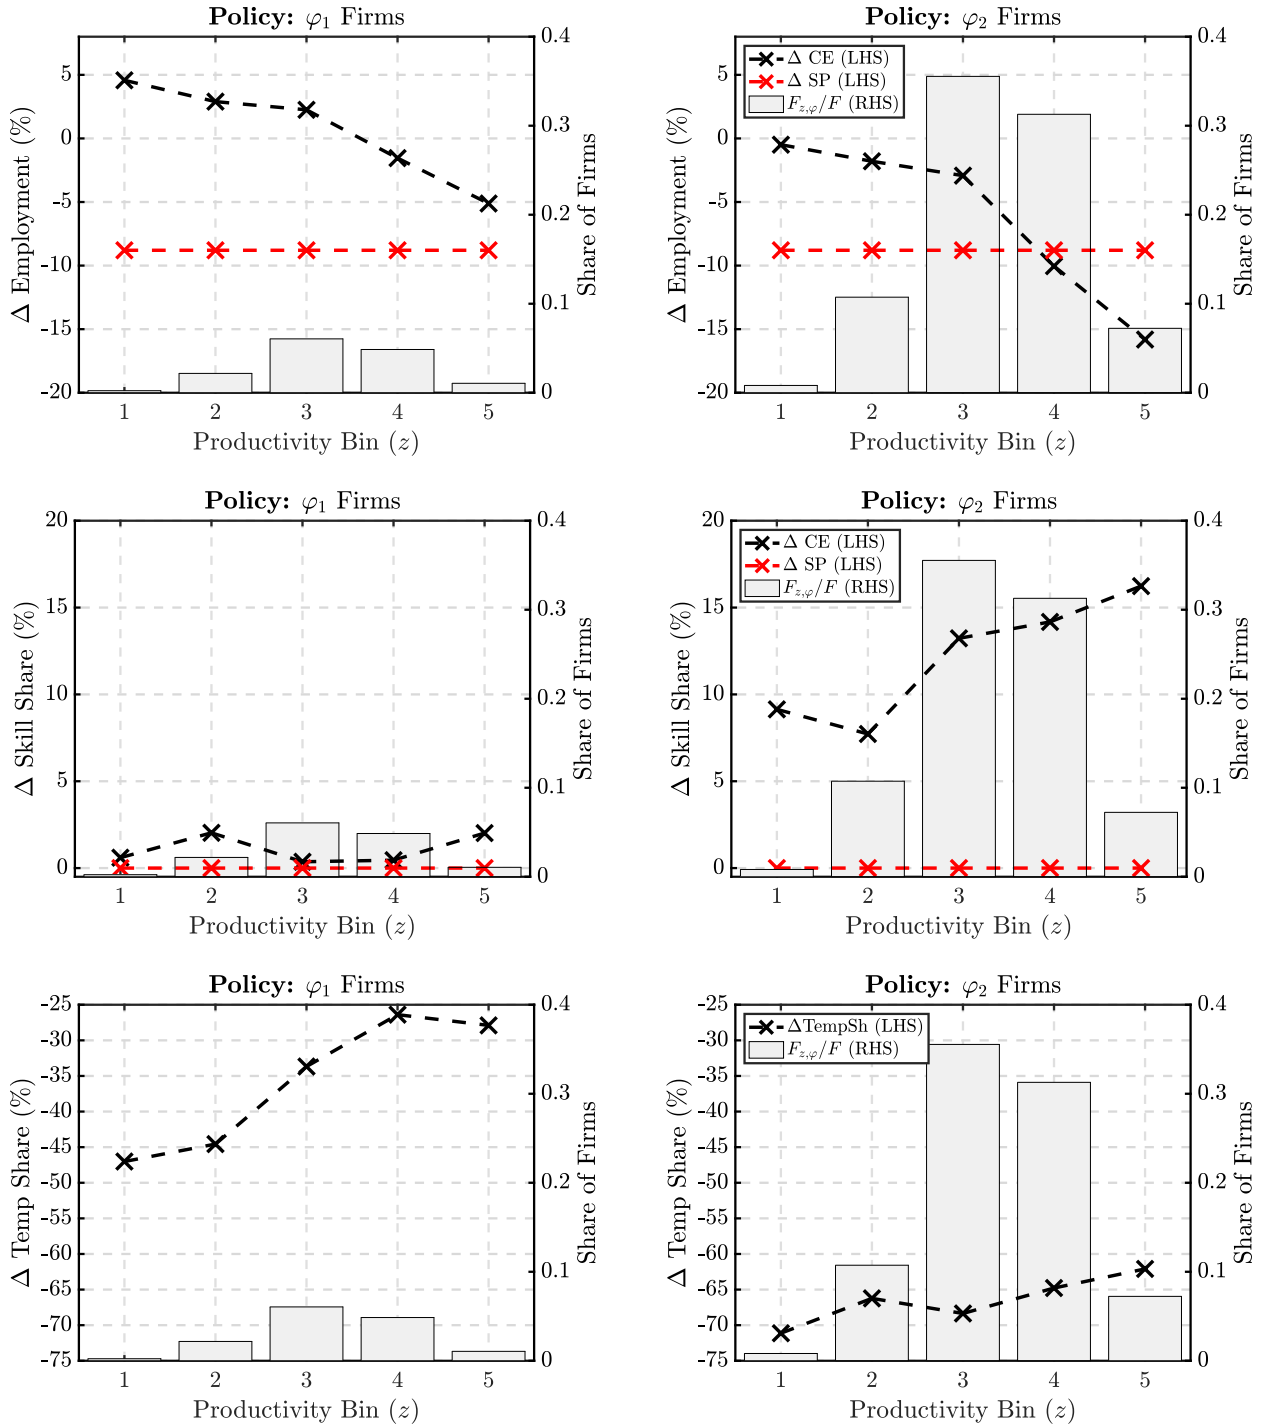 Policy: φ₁ Firms
5
0
-5
-10
-15
-20
Δ Employment (%)
0.4
0.3
0.2
0.1
0
Share of Firms
1 2 3 4 5
Productivity Bin (z)
Policy: φ₂ Firms
Δ CE (LHS)
Δ SP (LHS)
F_{z,φ}/F (RHS)
5
0
-5
-10
-15
-20
Δ Employment (%)
0.4
0.3
0.2
0.1
0
Share of Firms
1 2 3 4 5
Productivity Bin (z)
Policy: φ₁ Firms
20
15
10
5
0
Δ Skill Share (%)
0.4
0.3
0.2
0.1
0
Share of Firms
1 2 3 4 5
Productivity Bin (z)
Policy: φ₂ Firms
Δ CE (LHS)
Δ SP (LHS)
F_{z,φ}/F (RHS)
20
15
10
5
0
Δ Skill Share (%)
0.4
0.3
0.2
0.1
0
Share of Firms
1 2 3 4 5
Productivity Bin (z)
Policy: φ₁ Firms
-25
-30
-35
-40
-45
-50
-55
-60
-65
-70
-75
Δ Temp Share (%)
0.4
0.3
0.2
0.1
0
Share of Firms
1 2 3 4 5
Productivity Bin (z)
Policy: φ₂ Firms
ΔTempSh (LHS)
F_{z,φ}/F (RHS)
-25
-30
-35
-40
-45
-50
-55
-60
-65
-70
-75
Δ Temp Share (%)
0.4
0.3
0.2
0.1
0
Share of Firms
1 2 3 4 5
Productivity Bin (z)